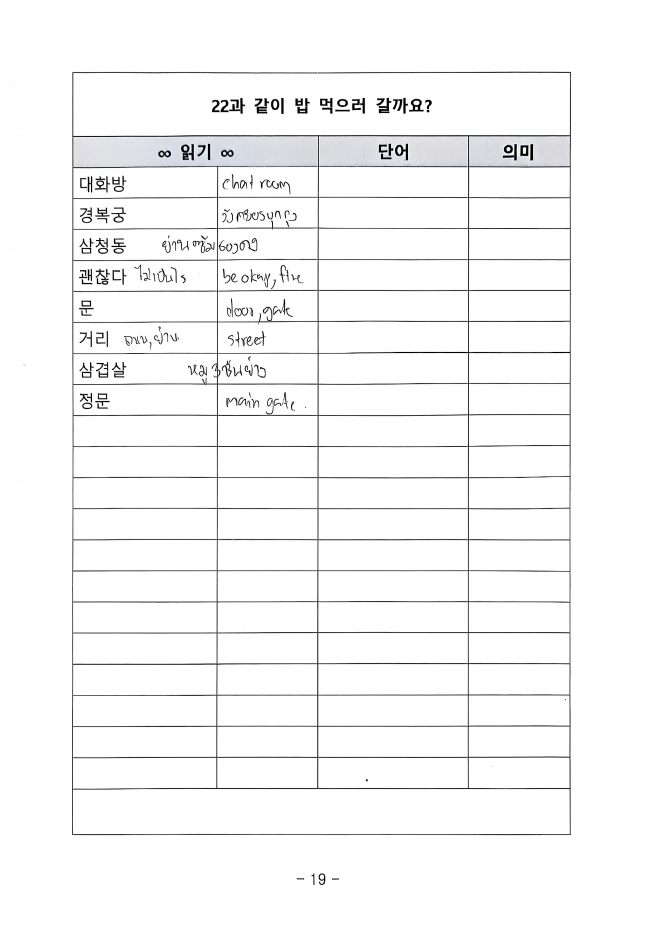 22과 같이 밥 먹으러 갈까요?
∞ 읽기 ∞ 단어 의미
대화방 chat room
경복궁 วังคยองบุกกุง
삼청동 ย่านซัมชองดง
괜찮다 ไม่เป็นไร be okay, fine
문 door, gate
거리 ถนน, ย่าน street
삼겹살 หมู 3 ชั้นย่าง
정문 main gate.
- 19 -